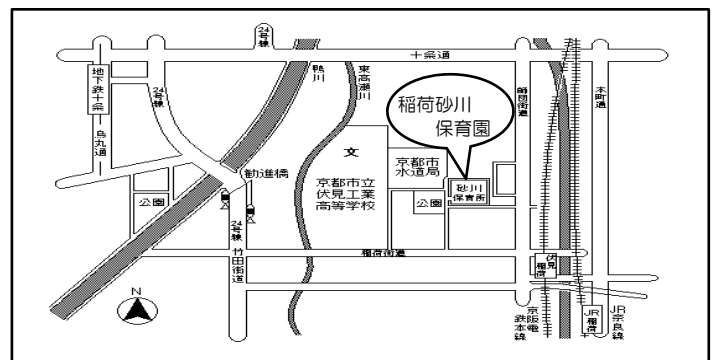 24号線
十条通
地下鉄十条
烏丸通
24号線
鴨川
東高瀬川
師団街道
本町通
稲荷砂川
保育園
文
京都市立
伏見工業
高等学校
京都市
水道局
砂川
保育所
公園
勧進橋
公園
24号線
竹田街道
稲荷街道
伏見稲荷
N
京阪電鉄本線
JR稲荷
JR奈良線